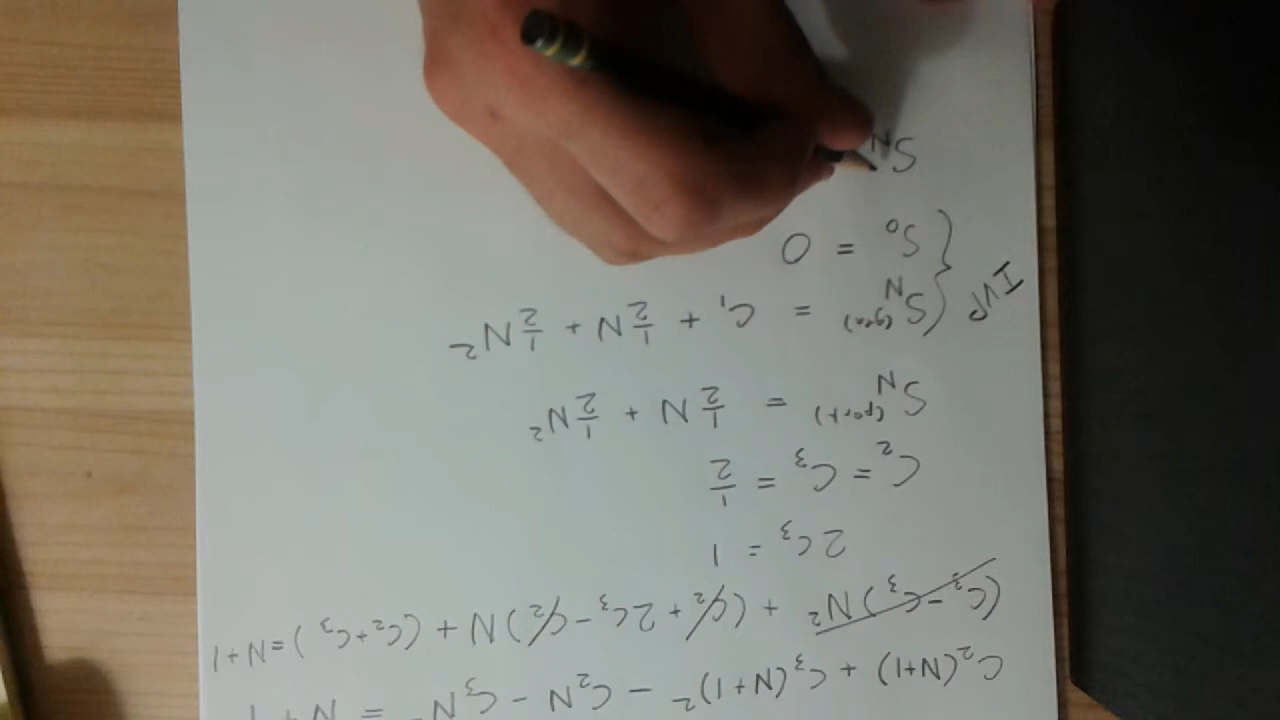 C₂(N+1) + C₃(N+1)² − C₂N − C₃N² = N+1
(C₃−C₃)N² + (C₂+2C₃−C₂)N + (C₂+C₃)=N+1
2C₃ = 1
C₂ = C₃ = 1/2
S_N(part) = 1/2 N + 1/2 N²
IVP { S_N(gen) = C₁ + 1/2 N + 1/2 N²
S₀ = 0
S_N